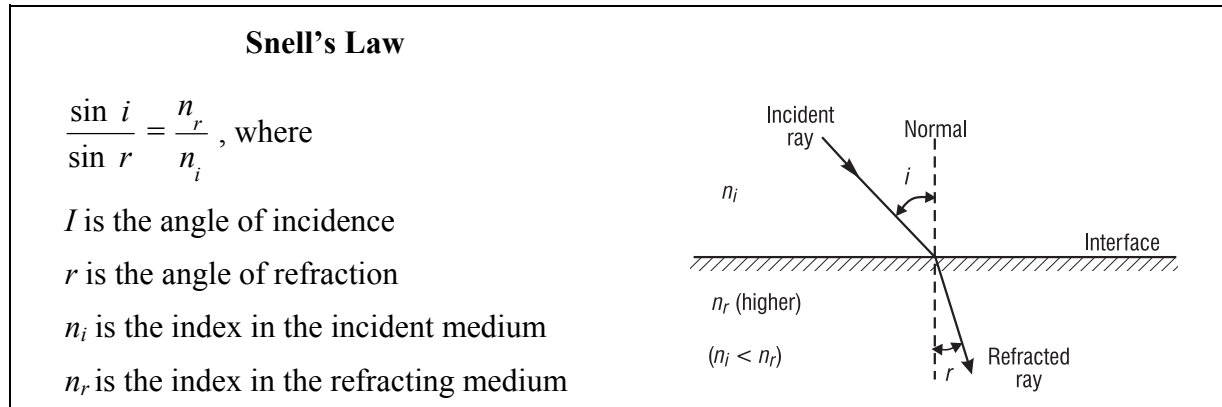 Snell’s Law
sin i / sin r = n_r / n_i , where
I is the angle of incidence
r is the angle of refraction
n_i is the index in the incident medium
n_r is the index in the refracting medium
Incident
ray
Normal
i
n_i
Interface
n_r (higher)
(n_i < n_r)
r
Refracted
ray